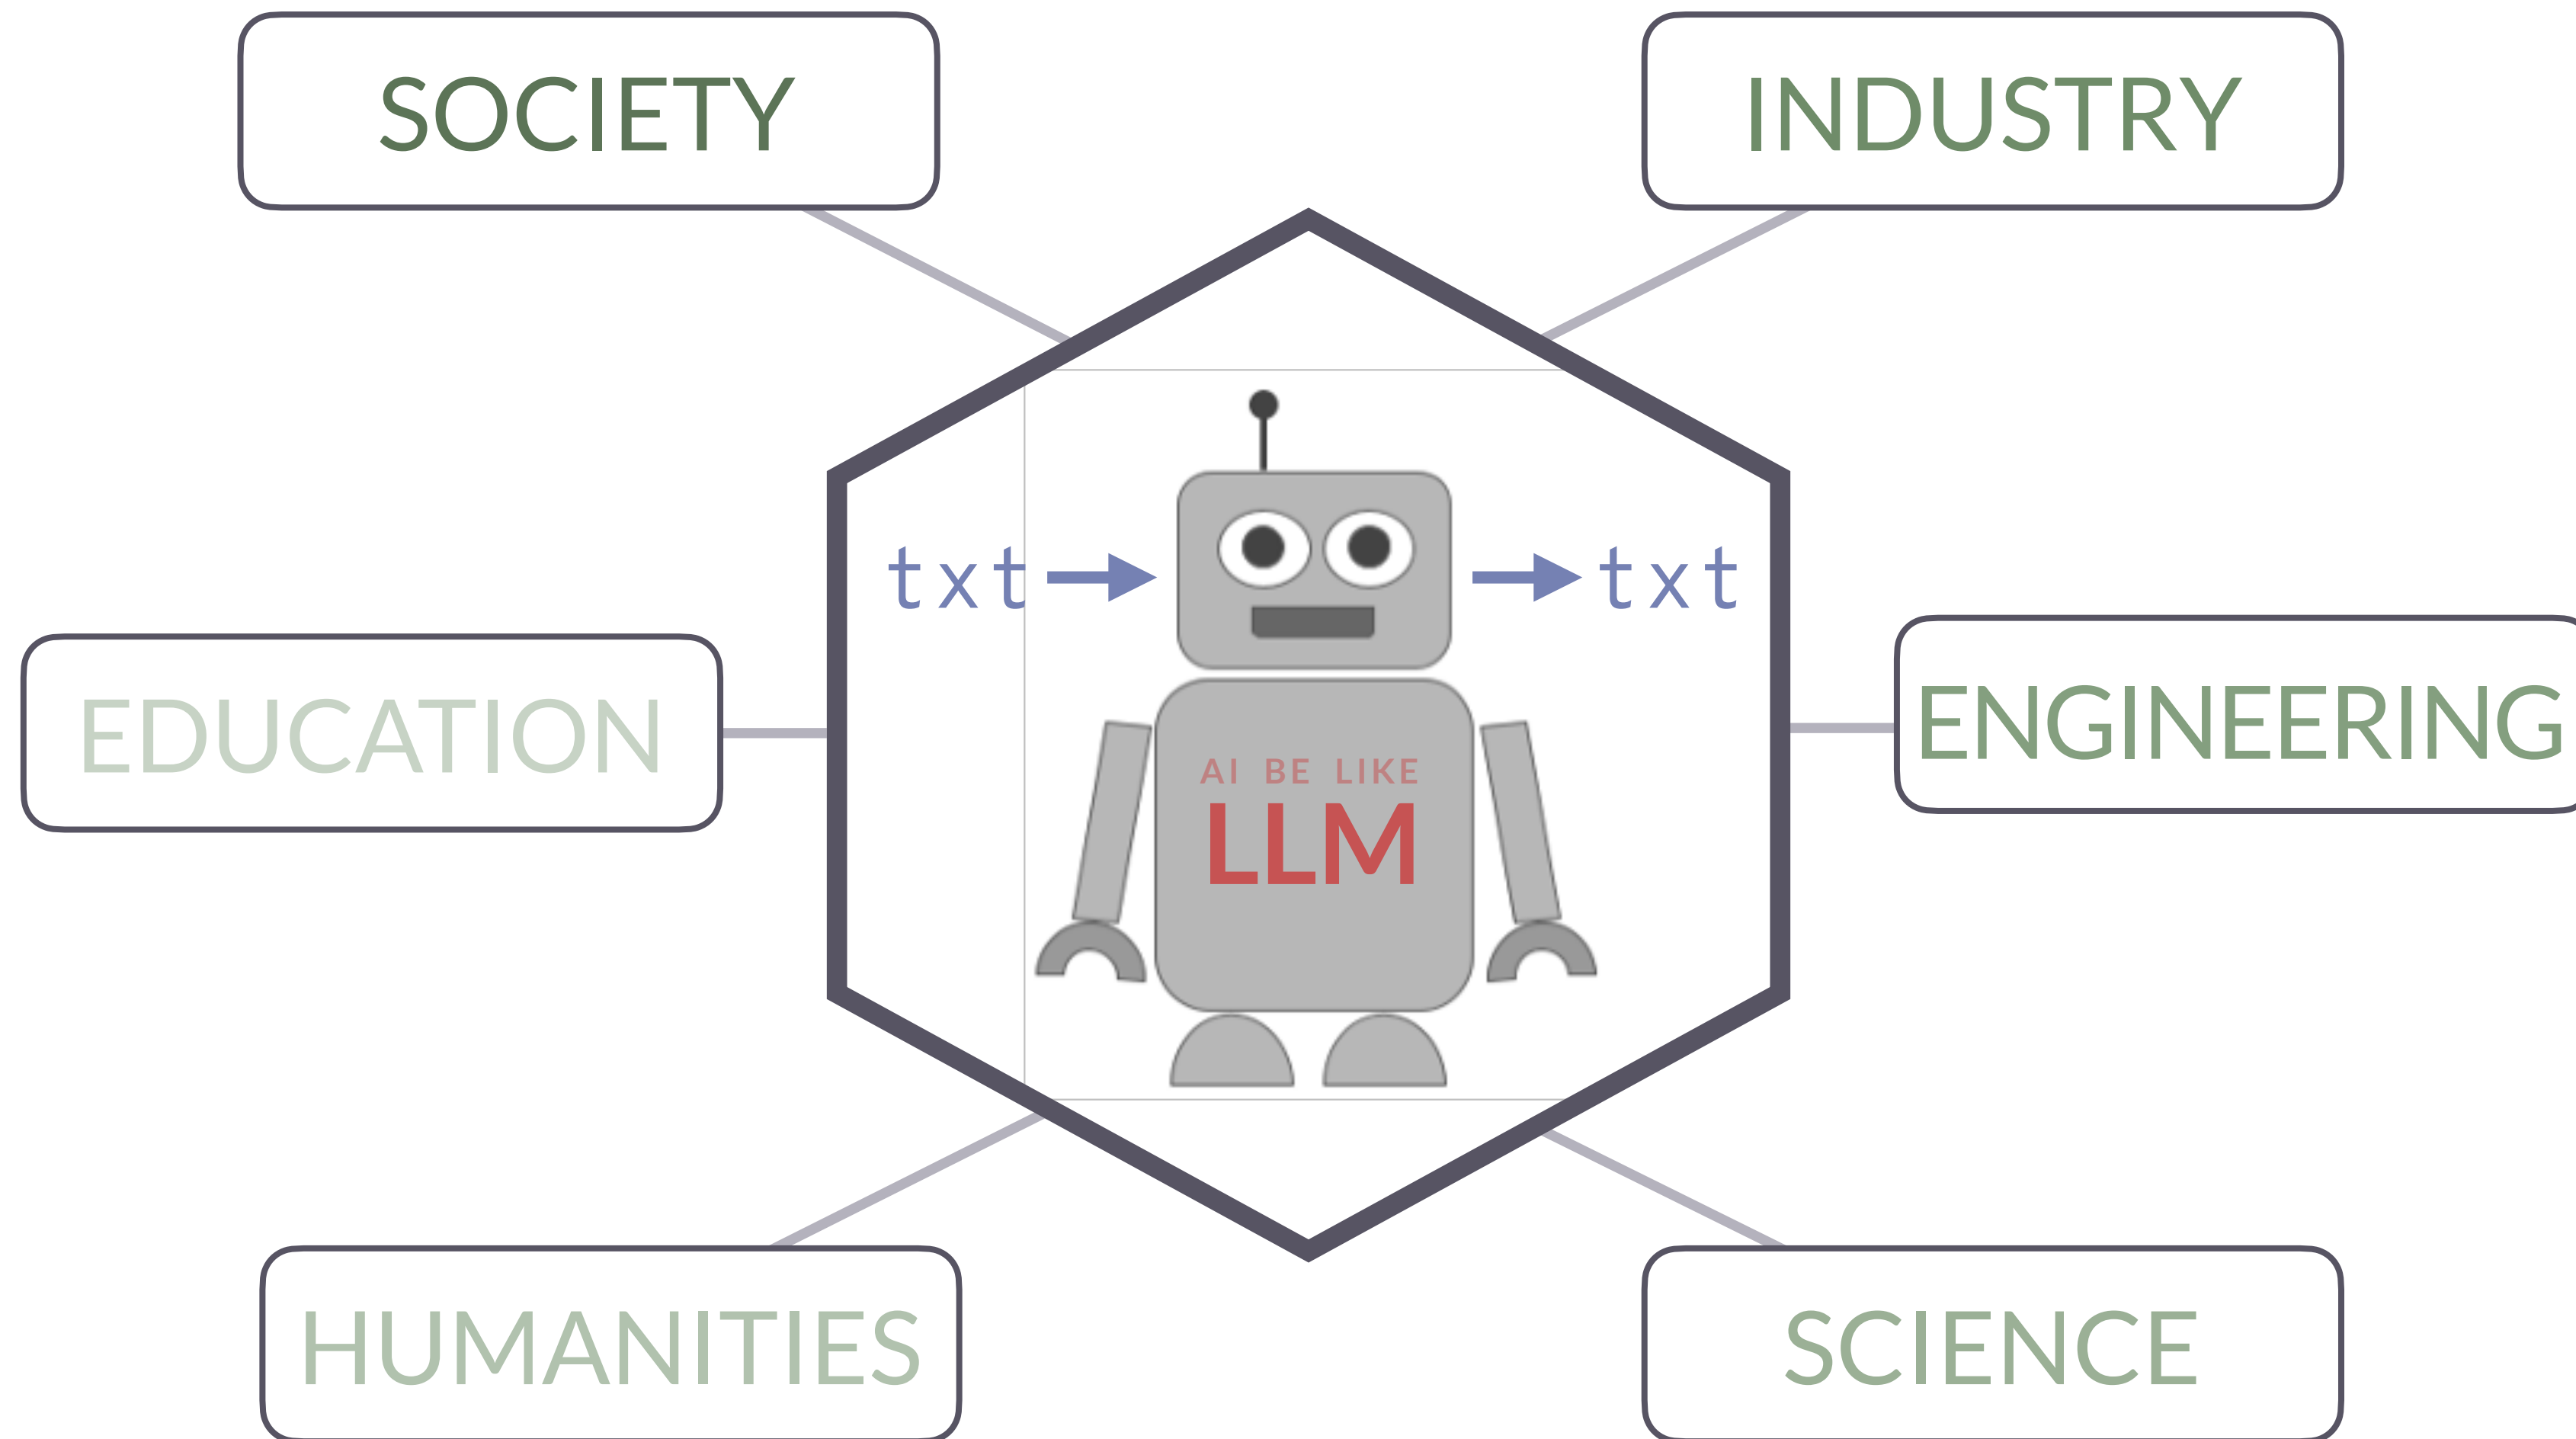 SOCIETY
INDUSTRY
txt
txt
EDUCATION
ENGINEERING
AI BE LIKE
LLM
HUMANITIES
SCIENCE